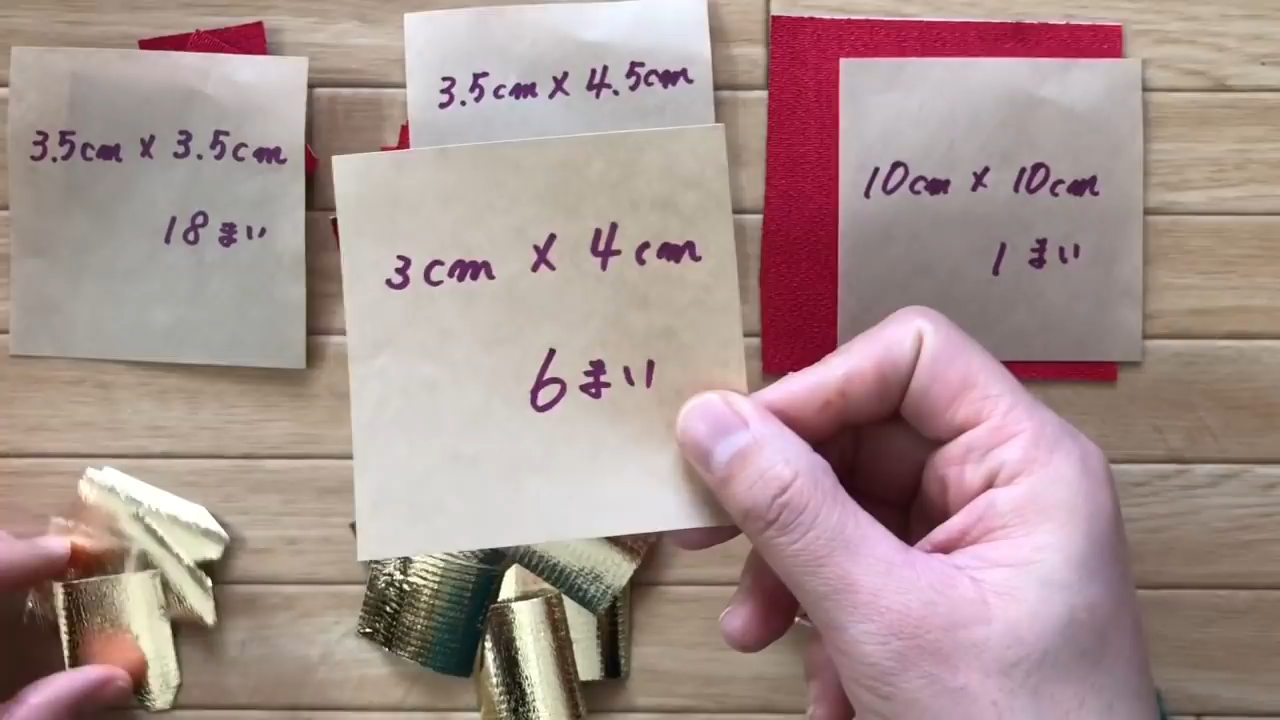 3.5cm × 3.5cm
18まい
3.5cm × 4.5cm
3cm × 4cm
6まい
10cm × 10cm
1まい